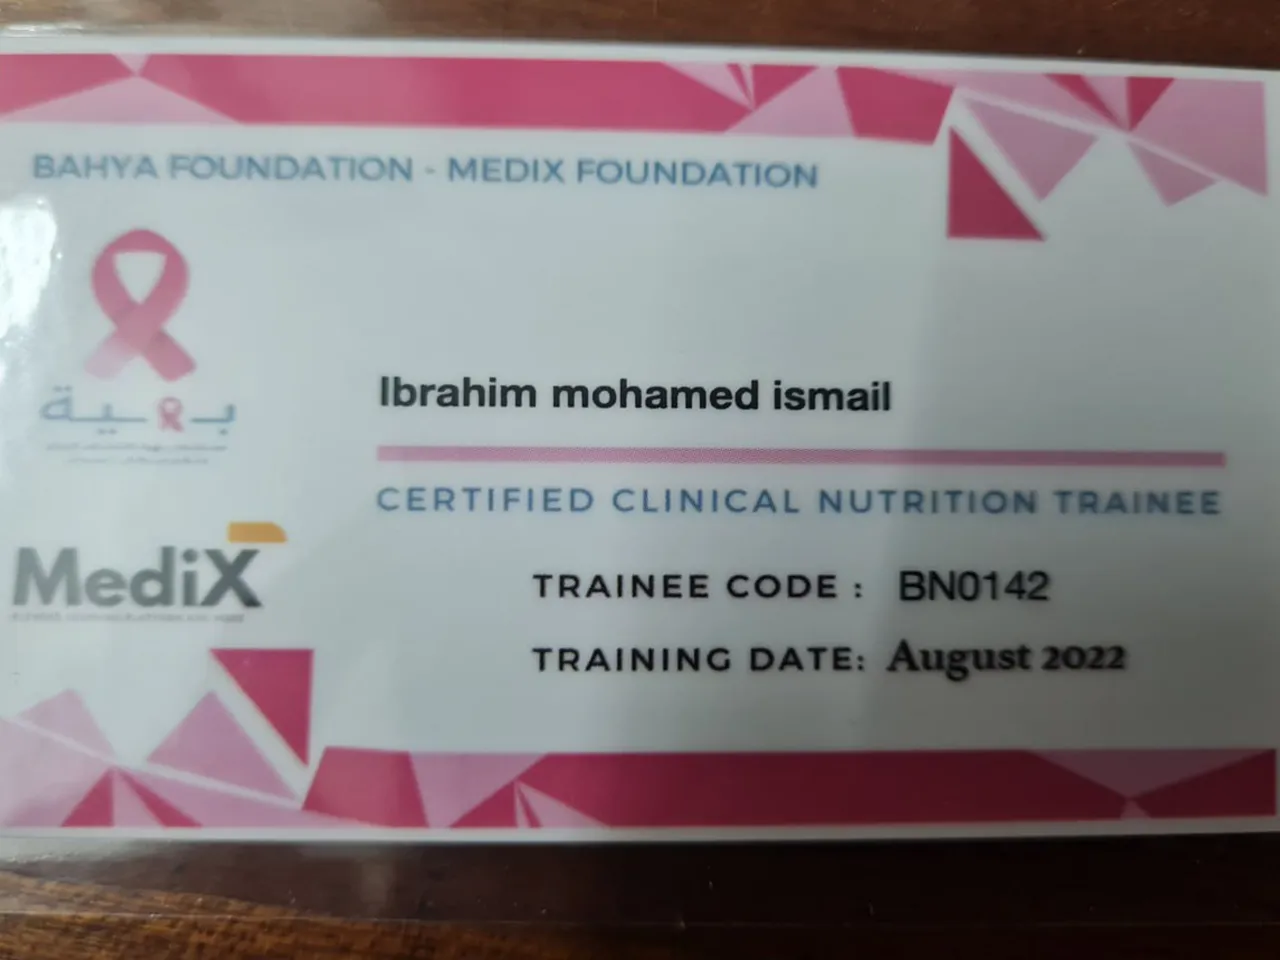 BAHYA FOUNDATION - MEDIX FOUNDATION
بهية
Ibrahim mohamed ismail
CERTIFIED CLINICAL NUTRITION TRAINEE
MediX
TRAINEE CODE : BN0142
TRAINING DATE: August 2022